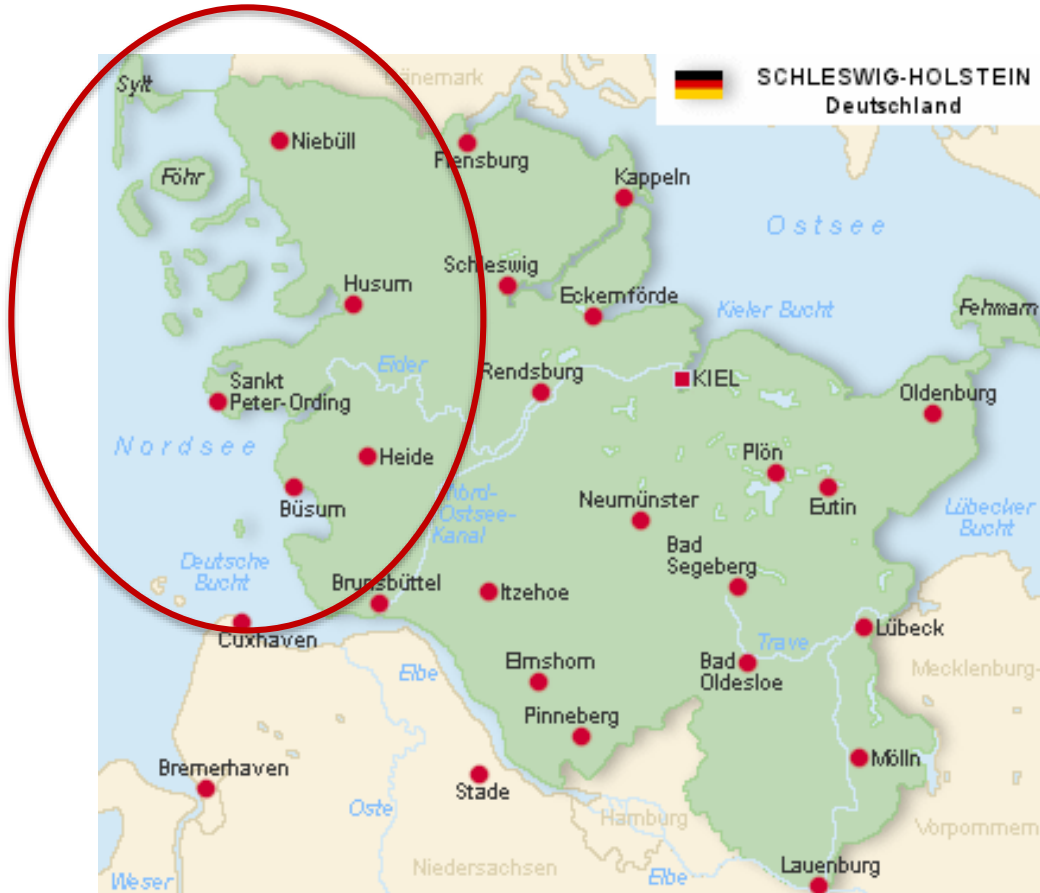 SCHLESWIG-HOLSTEIN
Deutschland
Dänemark
Sylt
Niebüll
Flensburg
Föhr
Kappeln
Ostsee
Schleswig
Husum
Eckernförde
Kieler Bucht
Fehmarn
Eider
Rendsburg
KIEL
Sankt
Peter-Ording
Oldenburg
Nordsee
Heide
Plön
Büsum
Nord-
Ostsee-
Kanal
Neumünster
Eutin
Lübecker
Bucht
Deutsche
Bucht
Bad
Segeberg
Brunsbüttel
Itzehoe
Cuxhaven
Trave
Lübeck
Elbe
Elmshorn
Bad
Oldesloe
Mecklenburg-
Pinneberg
Bremerhaven
Stade
Mölln
Oste
Hamburg
Vorpommern
Niedersachsen
Lauenburg
Weser
Elbe